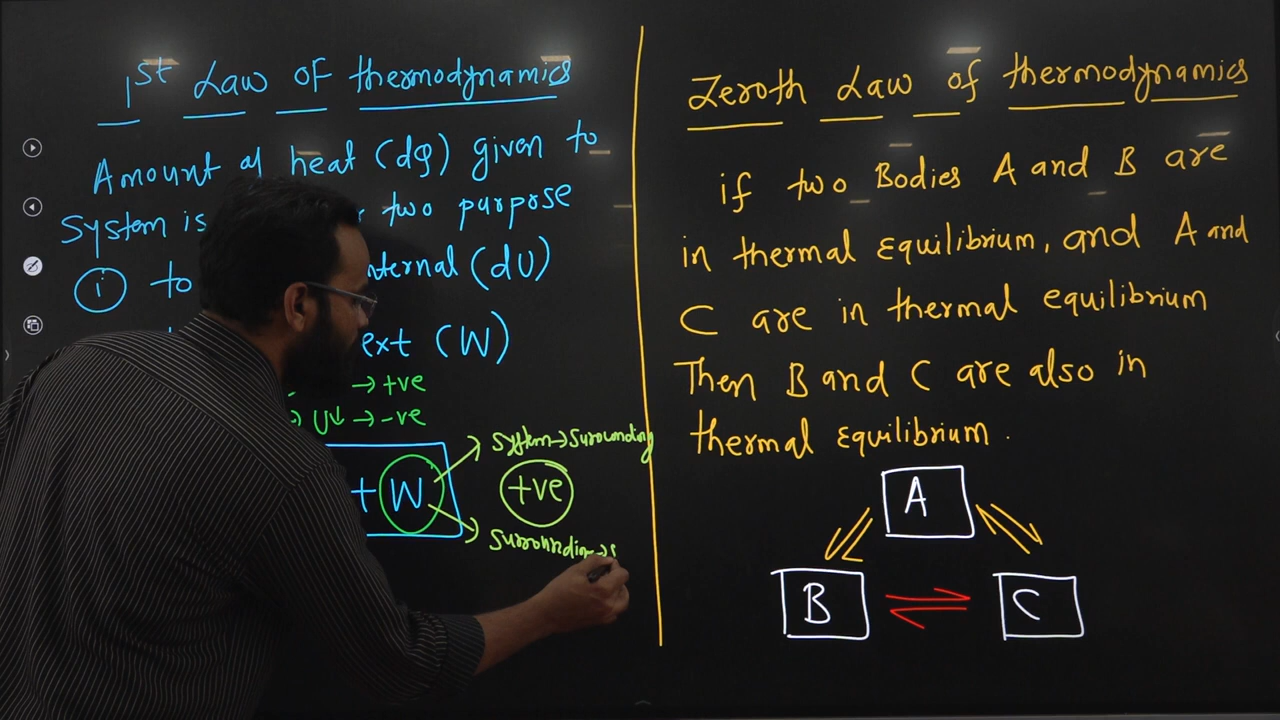 1st Law OF thermodynamics
Amount of heat (dQ) given to
System is two purpose
(i) to nternal (dU)
ext (W)
→ +ve
U↓ → -ve
+ W
System→Surounding
+ve
Surrounding→s
Zeroth Law of thermodynamics
if two Bodies A and B are
in thermal Equilibrium, and A and
C are in thermal equilibrium
Then B and C are also in
thermal Equilibrium.
A
B ⇌ C